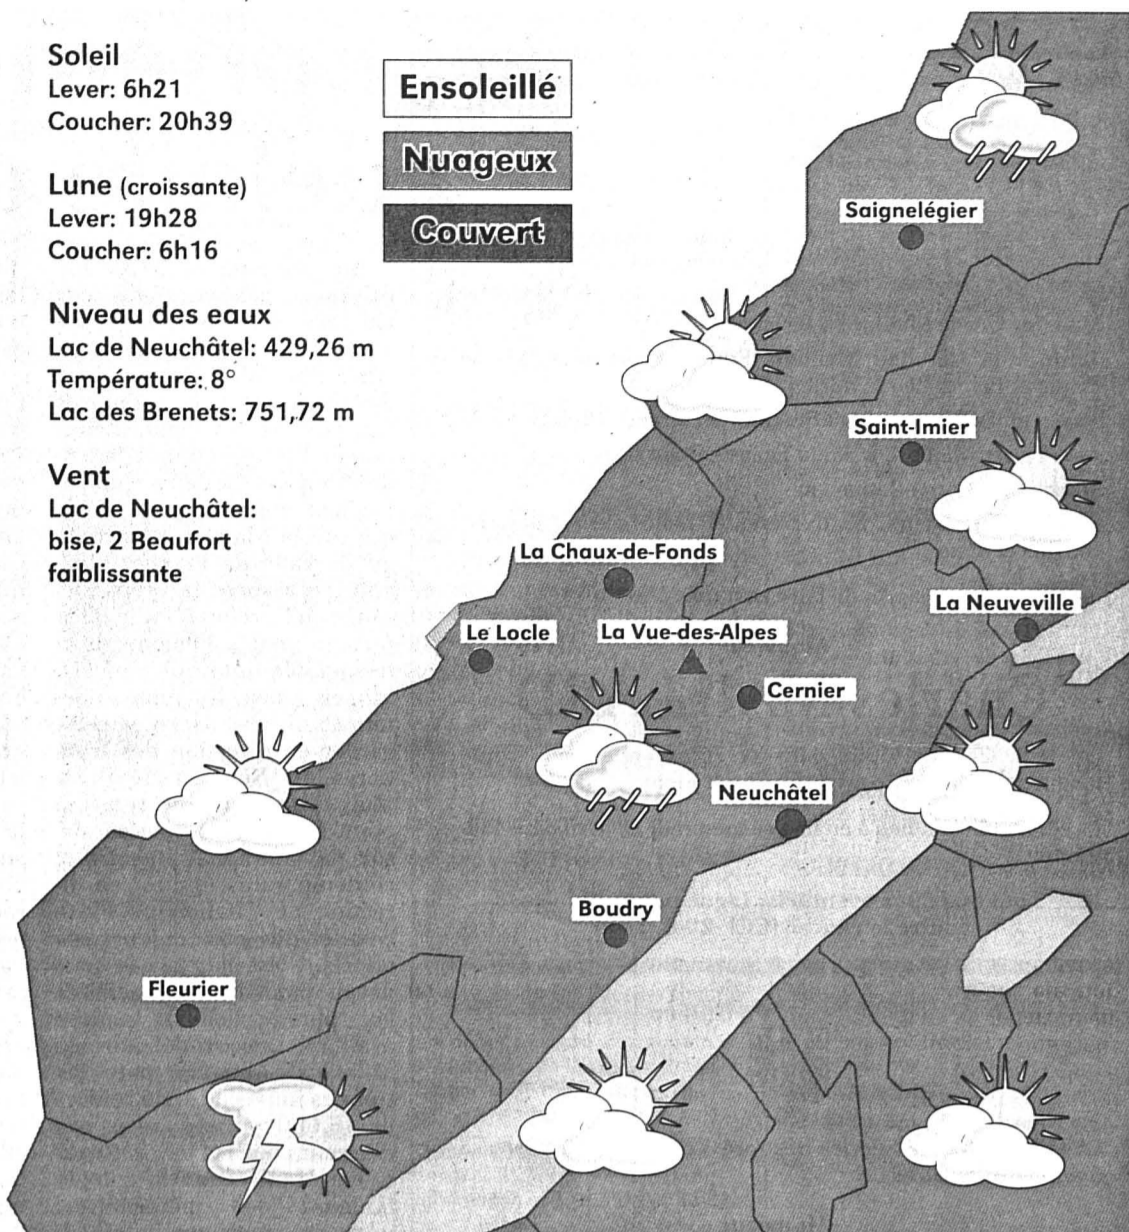 Soleil
Lever: 6h21
Coucher: 20h39
Lune (croissante)
Lever: 19h28
Coucher: 6h16
Niveau des eaux
Lac de Neuchâtel: 429,26 m
Température: 8°
Lac des Brenets: 751,72 m
Vent
Lac de Neuchâtel:
bise, 2 Beaufort
faiblissante
Ensoleillé
Nuageux
Couvert
Saignelégier
Saint-Imier
La Chaux-de-Fonds
La Neuveville
Le Locle
La Vue-des-Alpes
Cernier
Neuchâtel
Boudry
Fleurier